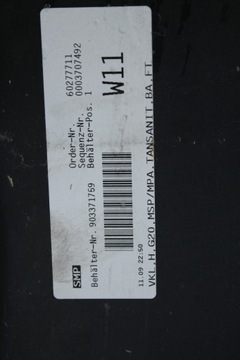 Order-Nr. 60277711
Sequenz-Nr. 0003707492
Behälter-Pos. 1
W11
SMP
Behälter-Nr. 903371759
11.09 22:50
VKL.H G20.MSP/MPA.TANSANIT.BA.FT